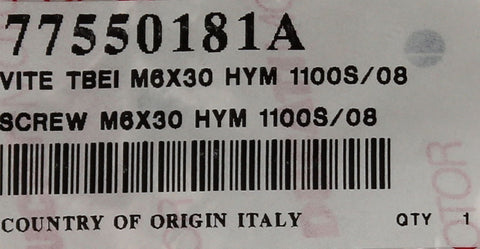 77550181A
VITE TBEI M6X30 HYM 1100S/08
SCREW M6X30 HYM 1100S/08
COUNTRY OF ORIGIN ITALY QTY 1